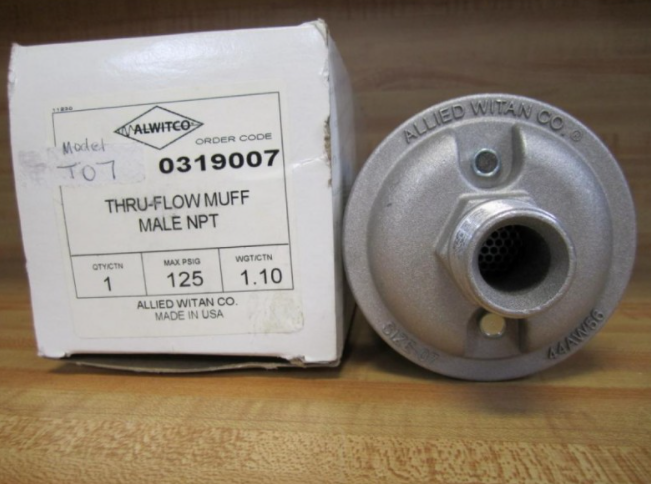 ALWITCO
ORDER CODE
Model
T07
0319007
THRU-FLOW MUFF
MALE NPT
QTY/CTN
1
MAX PSIG
125
WGT/CTN
1.10
ALLIED WITAN CO.
MADE IN USA
ALLIED WITAN CO. ®
44AW66